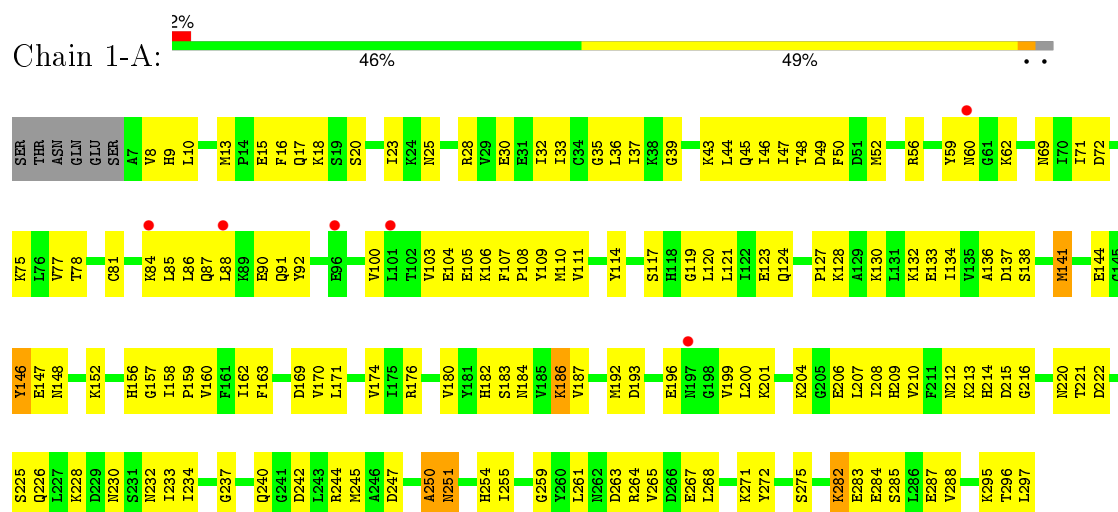 2%
Chain 1-A:
46% 49% • •
SER THR ASN GLN GLU SER A7 V8 H9 L10 M13 P14 E15 F16 Q17 K18 S19 S20 I23 K24 N25 R28 V29 E30 E31 I32 I33 C34 G35 L36 I37 K38 G39 K43 L44 Q45 I46 I47 T48 D49 F50 D51 M52 R56 Y59 N60 G61 K62 N69 I70 I71 D72
K75 L76 V77 T78 C81 K84 L85 L86 Q87 L88 K89 E90 Q91 Y92 E96 V100 L101 T102 V103 E104 E105 K106 F107 P108 Y109 M110 V111 Y114 S117 H118 G119 L120 L121 I122 E123 Q124 P127 K128 A129 K130 L131 K132 E133 I134 V135 A136 D137 S138 M141 E144 G145
Y146 E147 N148 K152 H156 G157 I158 P159 V160 F161 I162 F163 D169 V170 L171 V174 I175 R176 V180 Y181 H182 S183 N184 V185 K186 V187 M192 D193 E196 N197 G198 V199 L200 K201 K204 G205 E206 L207 I208 H209 V210 F211 N212 K213 H214 D215 G216 N220 T221 D222
S225 Q226 L227 K228 D229 N230 S231 N232 I233 I234 G237 Q240 G241 D242 L243 R244 M245 A246 D247 A250 N251 H254 I255 G259 Y260 L261 N262 D263 R264 V265 D266 E267 L268 K271 Y272 S275 K282 E283 E284 S285 L286 E287 V288 K295 T296 L297